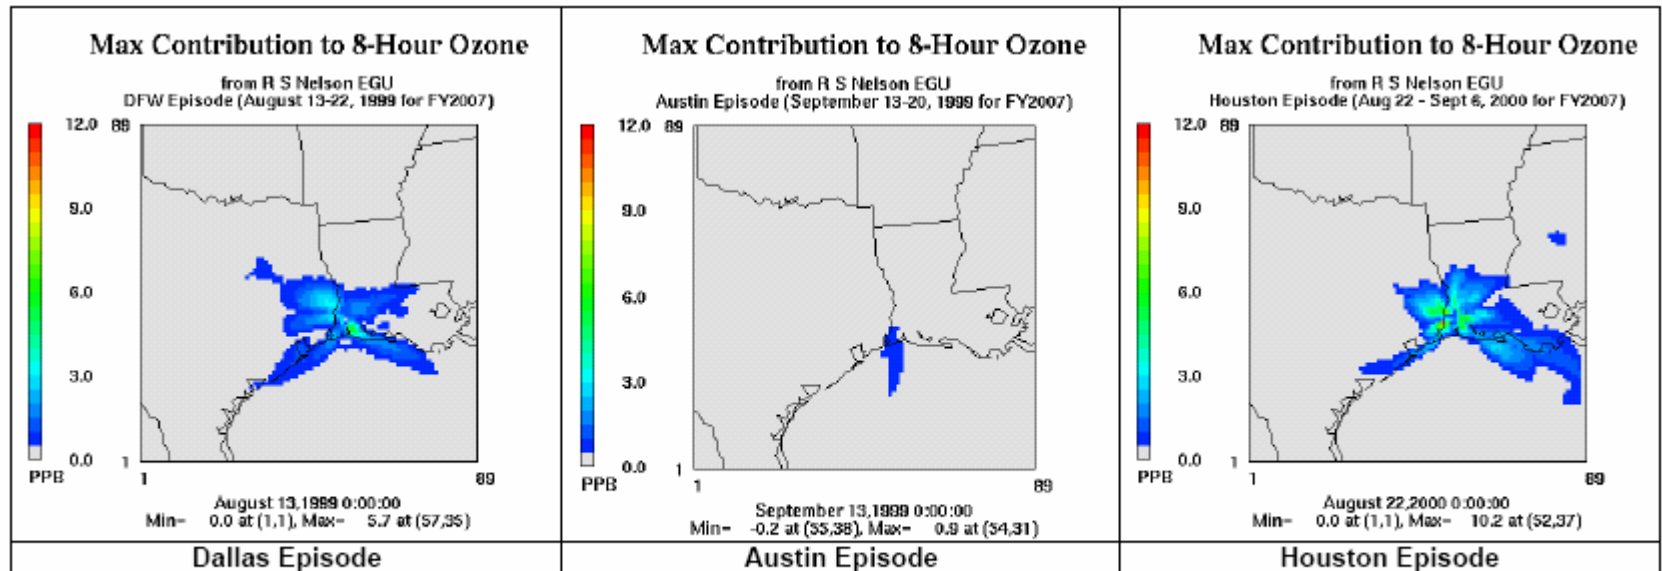 Max Contribution to 8-Hour Ozone
from R S Nelson EGU
DFW Episode (August 13-22, 1999 for FY2007)
12.0
9.0
6.0
3.0
0.0
PPB
89
1
1
89
August 13,1999 0:00:00
Min= 0.0 at (1,1), Max= 5.7 at (57,35)
Dallas Episode
Max Contribution to 8-Hour Ozone
from R S Nelson EGU
Austin Episode (September 13-20, 1999 for FY2007)
12.0
9.0
6.0
3.0
0.0
PPB
89
1
1
89
September 13,1999 0:00:00
Min= -0.2 at (55,38), Max= 0.9 at (54,31)
Austin Episode
Max Contribution to 8-Hour Ozone
from R S Nelson EGU
Houston Episode (Aug 22 - Sept 6, 2000 for FY2007)
12.0
9.0
6.0
3.0
0.0
PPB
89
1
1
89
August 22,2000 0:00:00
Min= 0.0 at (1,1), Max= 10.2 at (52,37)
Houston Episode